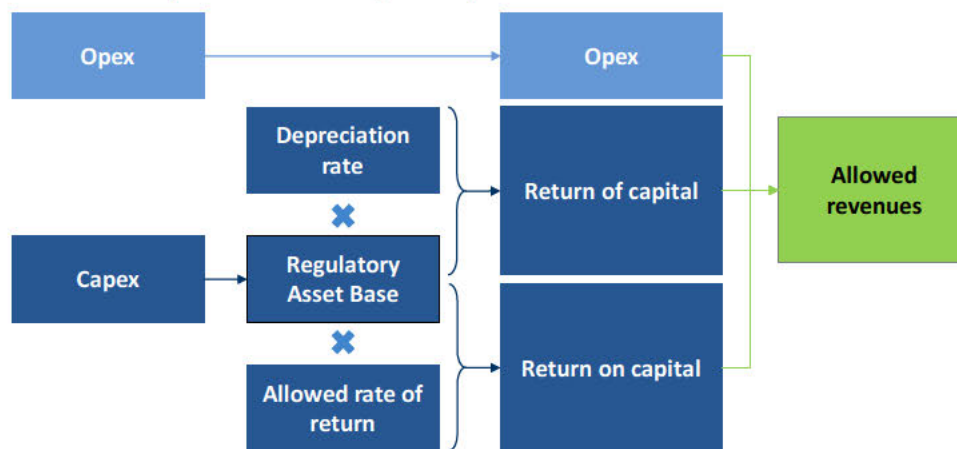 Opex
Opex
Depreciation
rate
Return of capital
Allowed
revenues
Capex
Regulatory
Asset Base
Return on capital
Allowed rate of
return